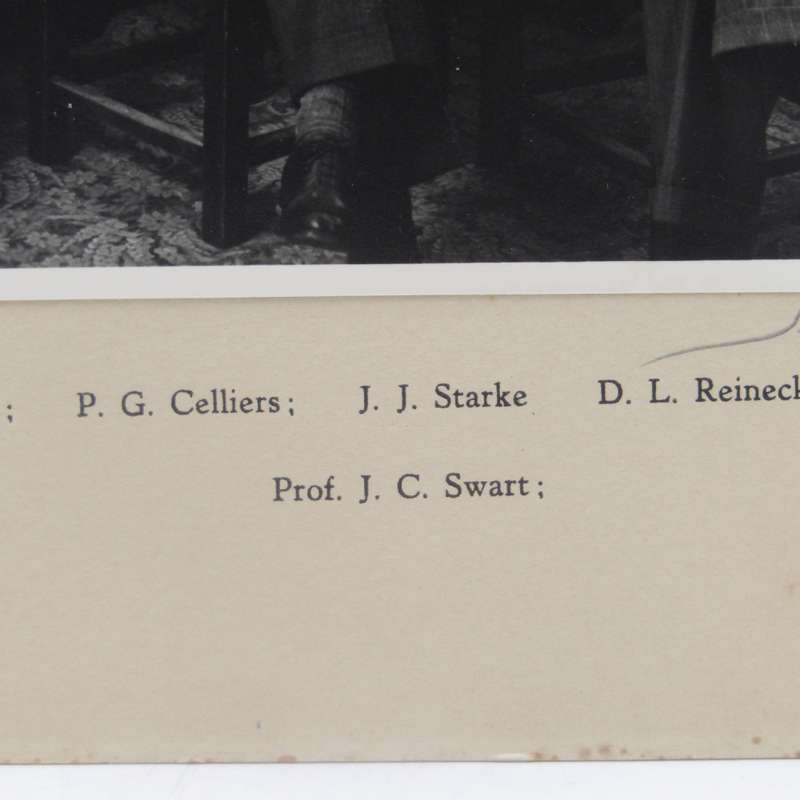 ; P. G. Celliers; J. J. Starke D. L. Reineck
Prof. J. C. Swart;